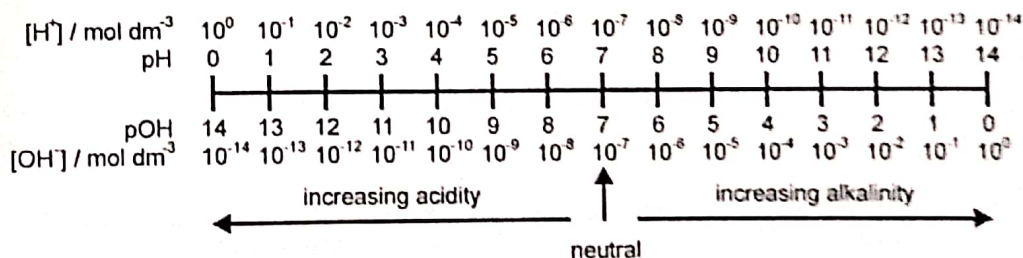 [H⁺] / mol dm⁻³ 10⁰ 10⁻¹ 10⁻² 10⁻³ 10⁻⁴ 10⁻⁵ 10⁻⁶ 10⁻⁷ 10⁻⁸ 10⁻⁹ 10⁻¹⁰ 10⁻¹¹ 10⁻¹² 10⁻¹³ 10⁻¹⁴
pH 0 1 2 3 4 5 6 7 8 9 10 11 12 13 14
pOH 14 13 12 11 10 9 8 7 6 5 4 3 2 1 0
[OH⁻] / mol dm⁻³ 10⁻¹⁴ 10⁻¹³ 10⁻¹² 10⁻¹¹ 10⁻¹⁰ 10⁻⁹ 10⁻⁸ 10⁻⁷ 10⁻⁶ 10⁻⁵ 10⁻⁴ 10⁻³ 10⁻² 10⁻¹ 10⁰
increasing acidity increasing alkalinity
neutral